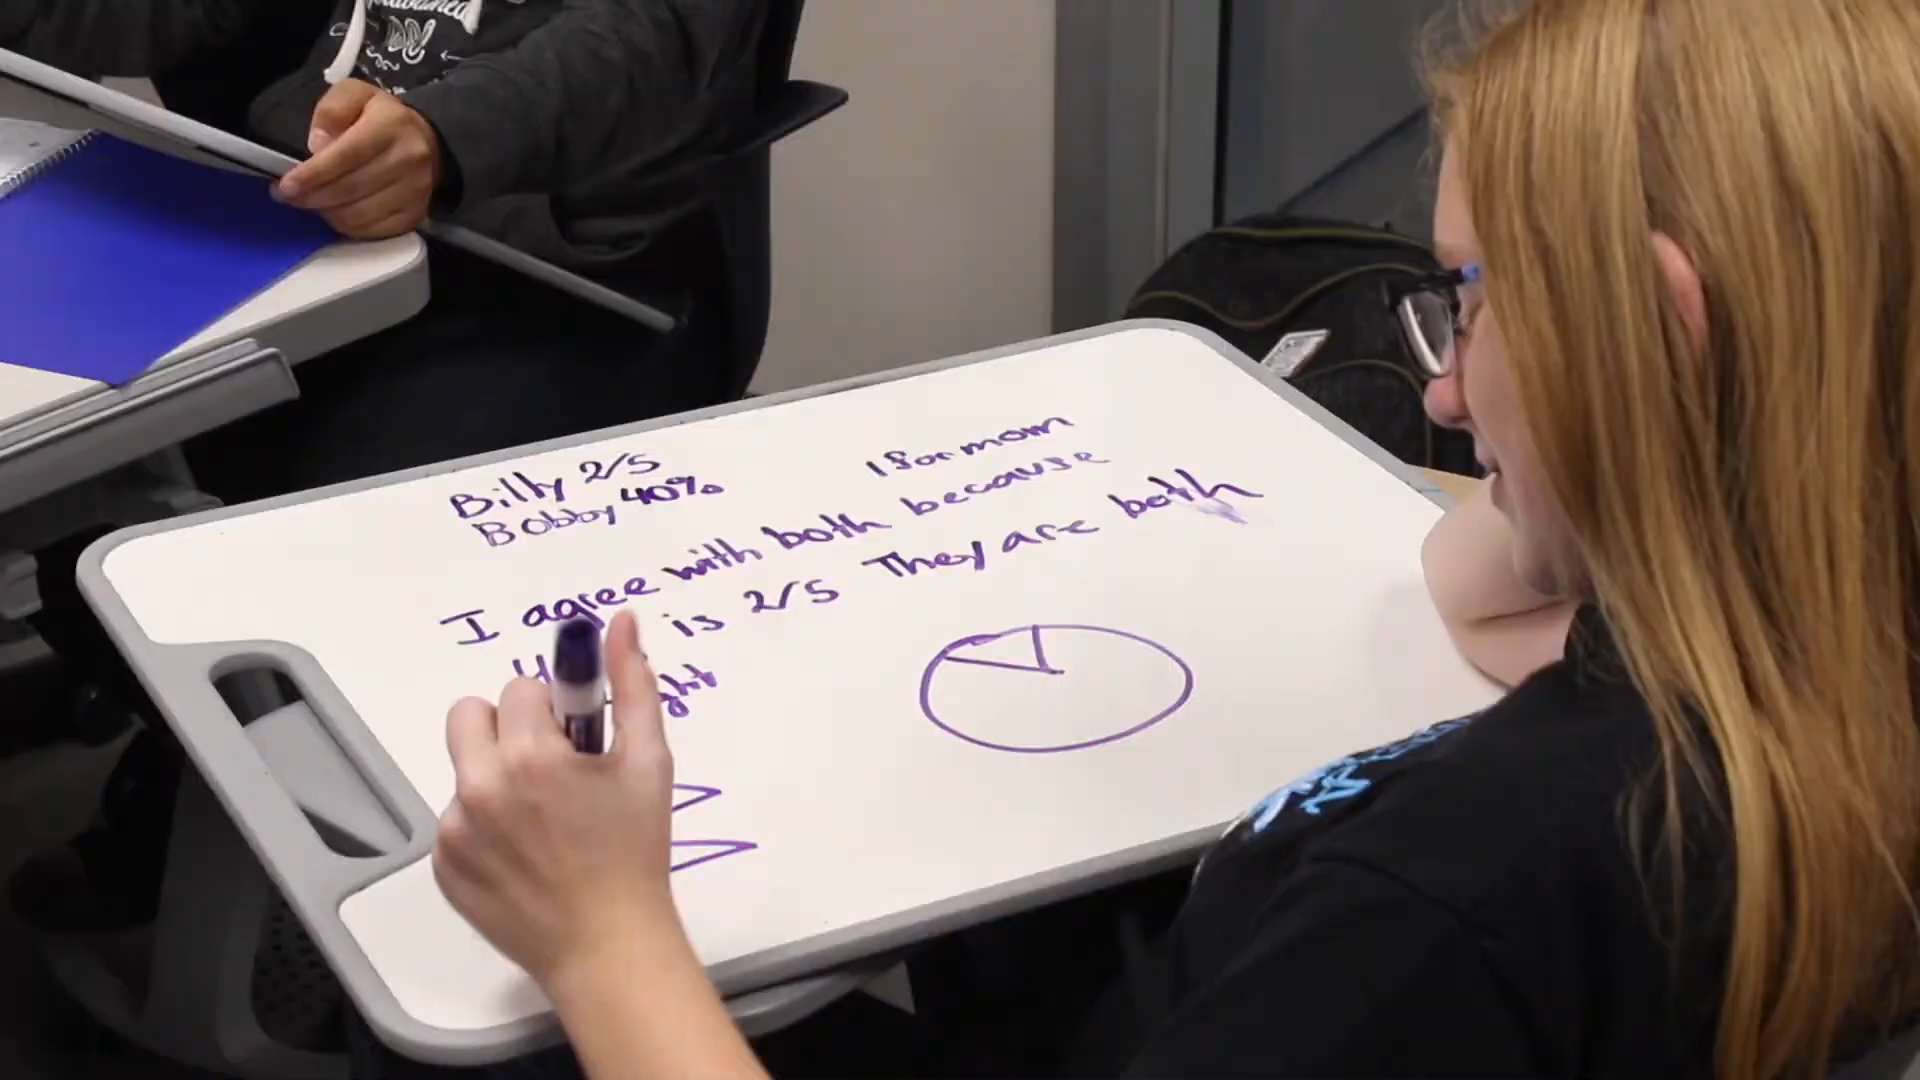 Billy 2/5
Bobby 40%
1 for mom
I agree with both because
is 2/5 They are both